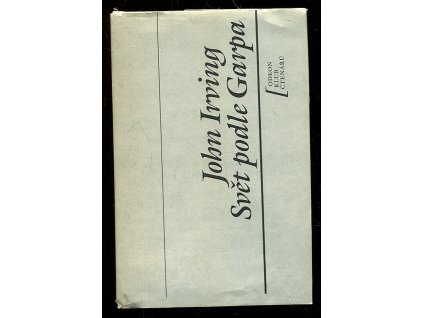 John Irving
Svět podle Garpa
ODEON
KLUB
ČTENÁŘŮ